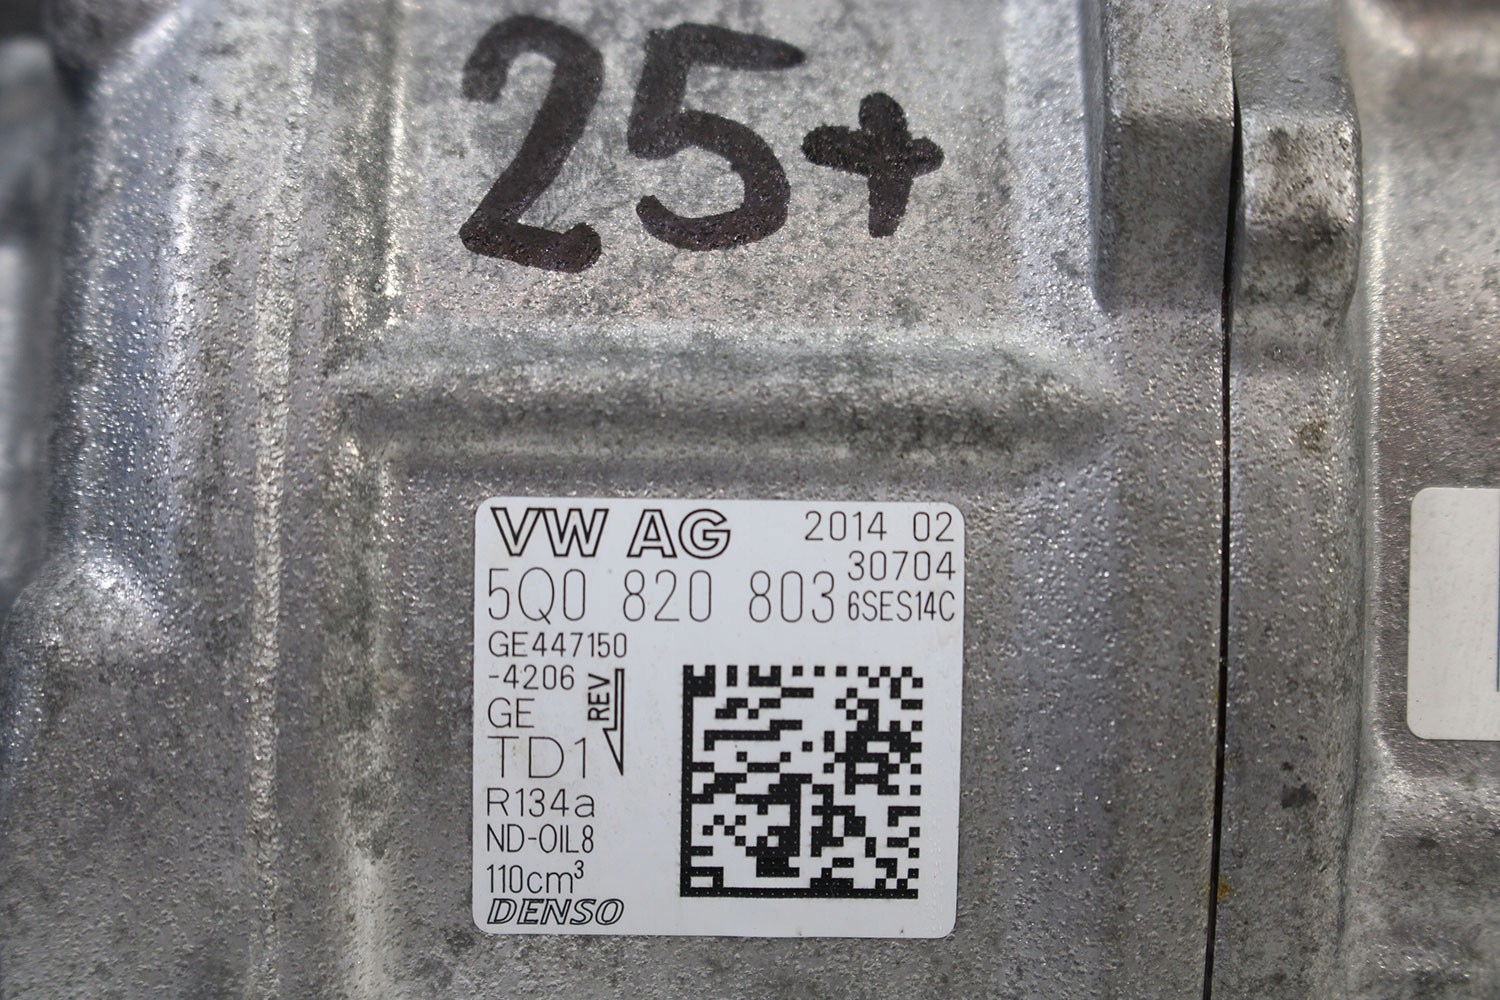 25+
VW AG 2014 02
30704
5Q0 820 803 6SES14C
GE447150
-4206
REV
GE
TD1
R134a
ND-OIL8
110cm³
DENSO